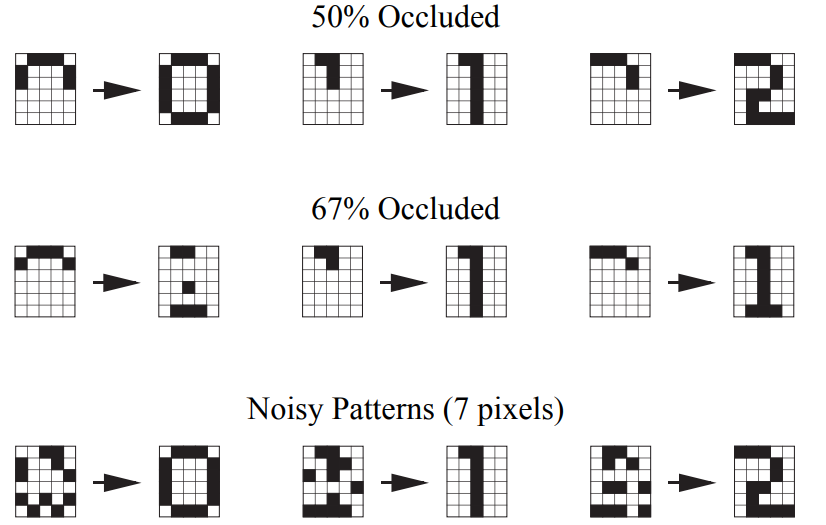 50% Occluded
67% Occluded
Noisy Patterns (7 pixels)